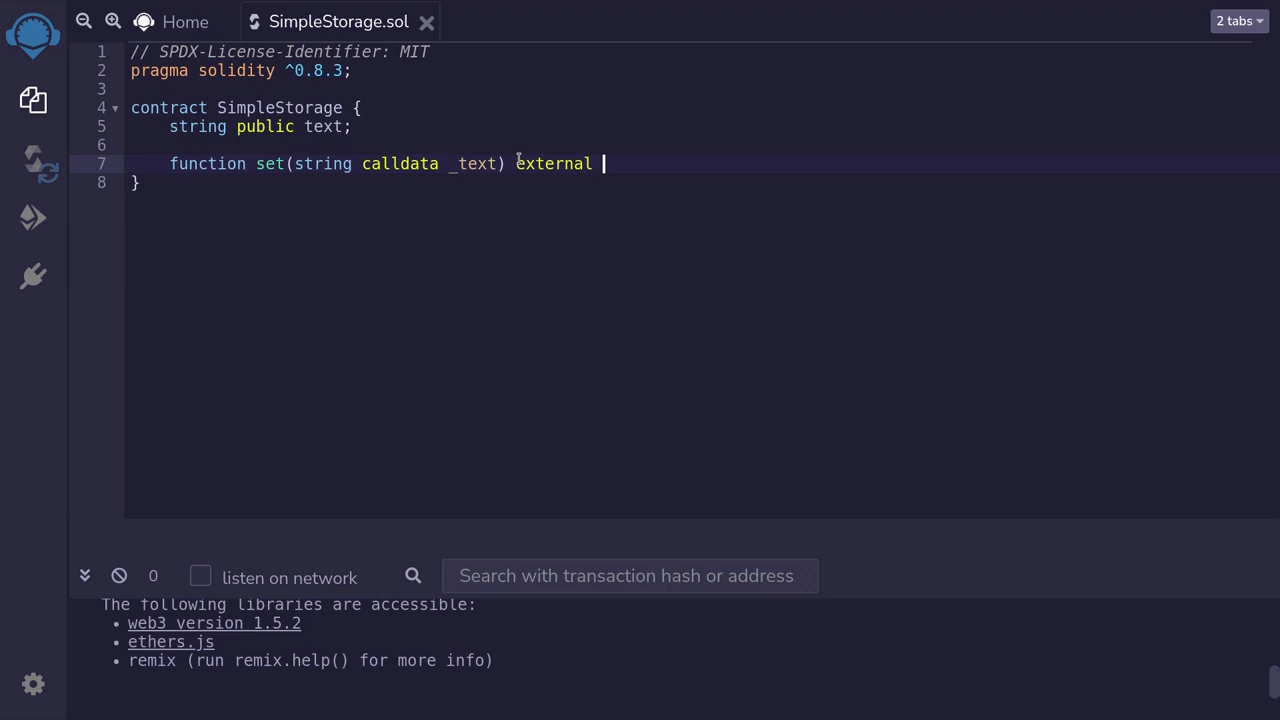 Home
SimpleStorage.sol
2 tabs
1 // SPDX-License-Identifier: MIT
2 pragma solidity ^0.8.3;
3
4 contract SimpleStorage {
5     string public text;
6
7     function set(string calldata _text) external
8 }
0
listen on network
Search with transaction hash or address
The following libraries are accessible:
• web3 version 1.5.2
• ethers.js
• remix (run remix.help() for more info)